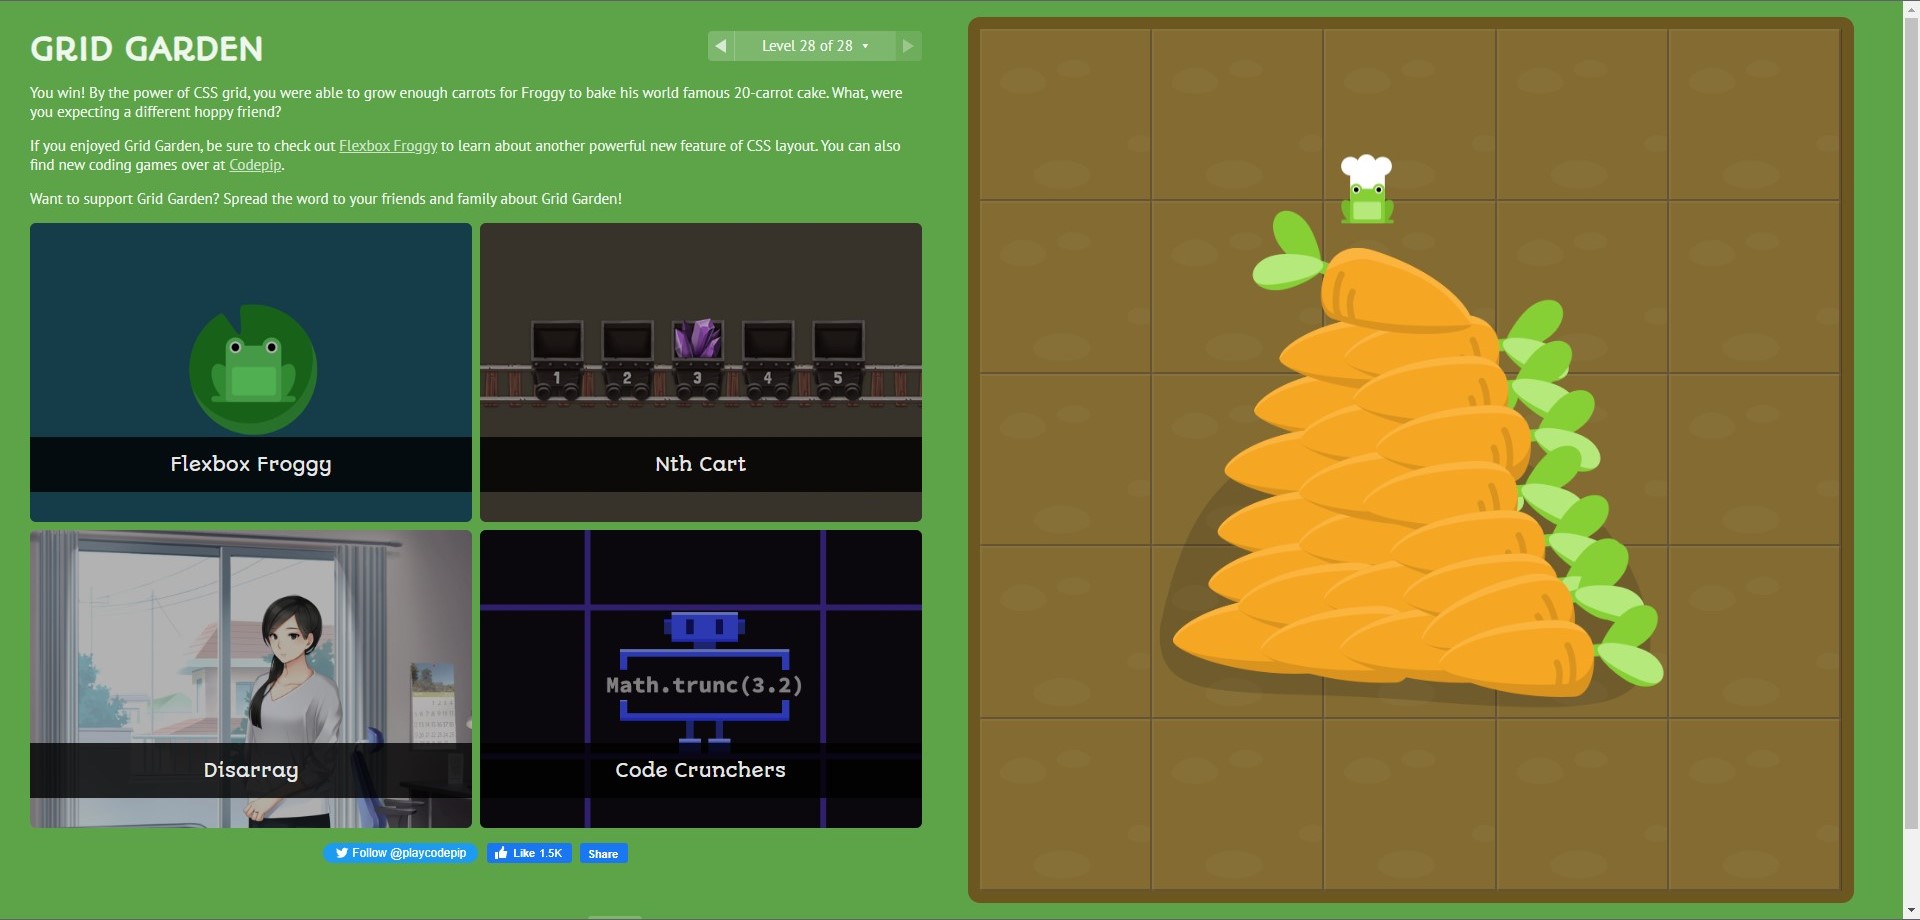 GRID GARDEN
Level 28 of 28
You win! By the power of CSS grid, you were able to grow enough carrots for Froggy to bake his world famous 20-carrot cake. What, were
you expecting a different hoppy friend?
If you enjoyed Grid Garden, be sure to check out Flexbox Froggy to learn about another powerful new feature of CSS layout. You can also
find new coding games over at Codepip.
Want to support Grid Garden? Spread the word to your friends and family about Grid Garden!
1 2 3 4 5
Flexbox Froggy
Nth Cart
Math.trunc(3.2)
Disarray
Code Crunchers
Follow @playcodepip
Like 1.5K
Share